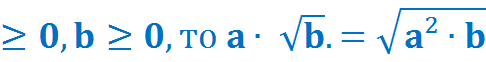 ≥ 0, b ≥ 0, то a · √b. = √a² · b